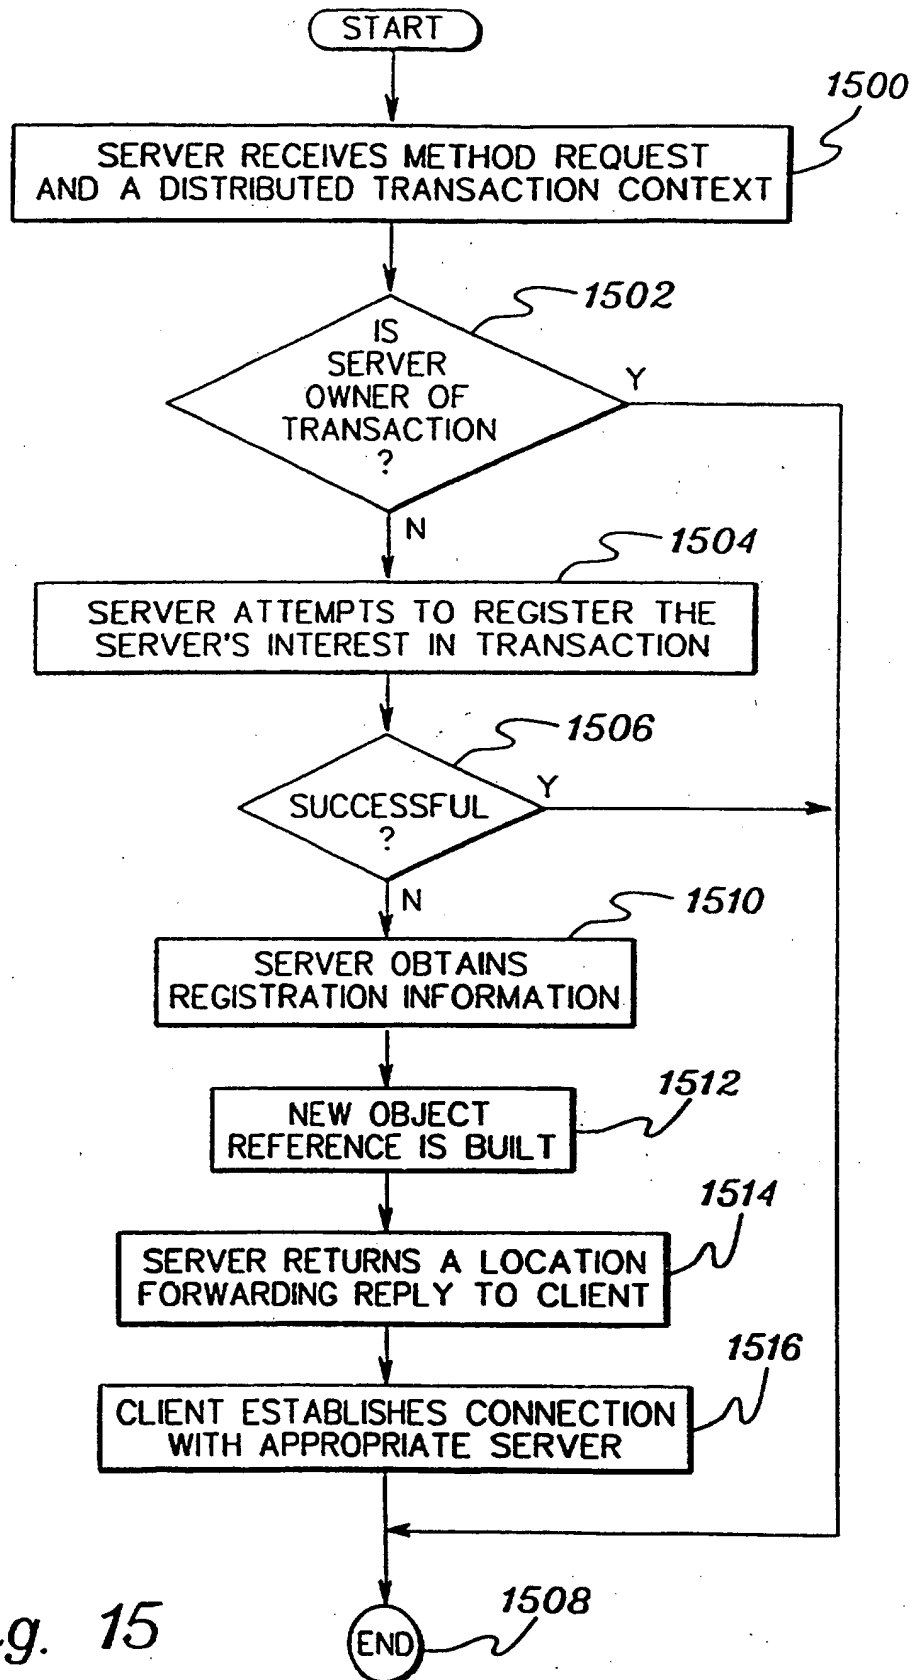 START
1500
SERVER RECEIVES METHOD REQUEST
AND A DISTRIBUTED TRANSACTION CONTEXT
1502
IS
SERVER
OWNER OF
TRANSACTION
?
Y
N
1504
SERVER ATTEMPTS TO REGISTER THE
SERVER'S INTEREST IN TRANSACTION
1506
SUCCESSFUL
?
Y
N
1510
SERVER OBTAINS
REGISTRATION INFORMATION
1512
NEW OBJECT
REFERENCE IS BUILT
1514
SERVER RETURNS A LOCATION
FORWARDING REPLY TO CLIENT
1516
CLIENT ESTABLISHES CONNECTION
WITH APPROPRIATE SERVER
1508
END
g. 15